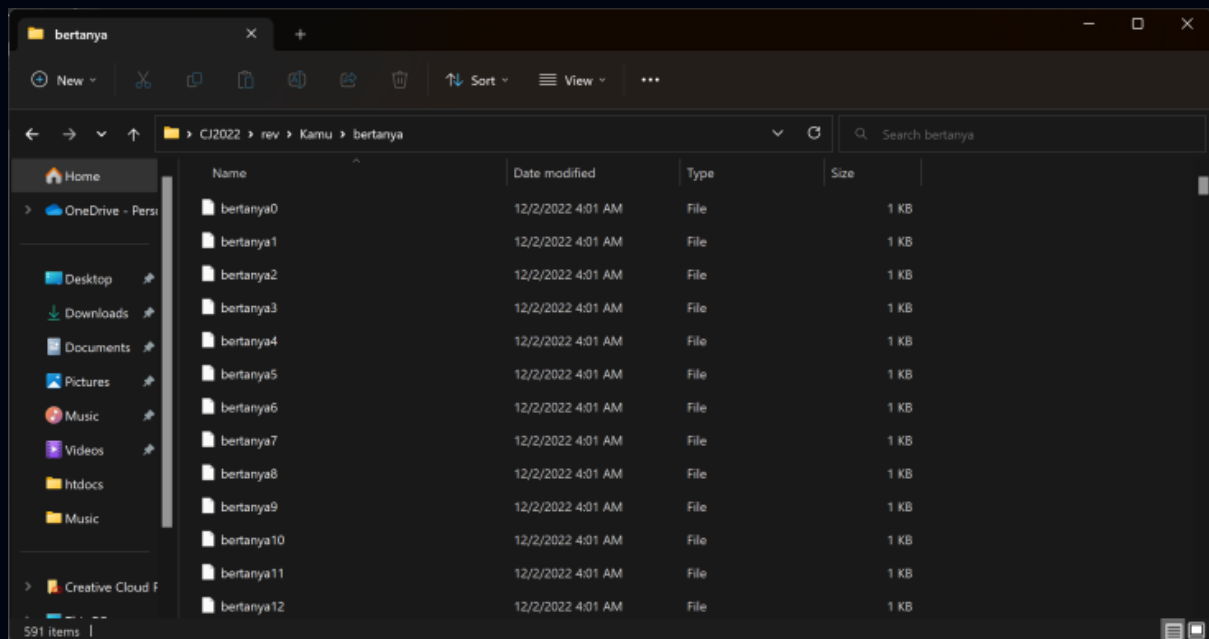 bertanya
New
Sort
View
CJ2022 > rev > Kamu > bertanya
Search bertanya
Name Date modified Type Size
Home
OneDrive - Pers
Desktop
Downloads
Documents
Pictures
Music
Videos
htdocs
Music
Creative Cloud F
bertanya0 12/2/2022 4:01 AM File 1 KB
bertanya1 12/2/2022 4:01 AM File 1 KB
bertanya2 12/2/2022 4:01 AM File 1 KB
bertanya3 12/2/2022 4:01 AM File 1 KB
bertanya4 12/2/2022 4:01 AM File 1 KB
bertanya5 12/2/2022 4:01 AM File 1 KB
bertanya6 12/2/2022 4:01 AM File 1 KB
bertanya7 12/2/2022 4:01 AM File 1 KB
bertanya8 12/2/2022 4:01 AM File 1 KB
bertanya9 12/2/2022 4:01 AM File 1 KB
bertanya10 12/2/2022 4:01 AM File 1 KB
bertanya11 12/2/2022 4:01 AM File 1 KB
bertanya12 12/2/2022 4:01 AM File 1 KB
591 items